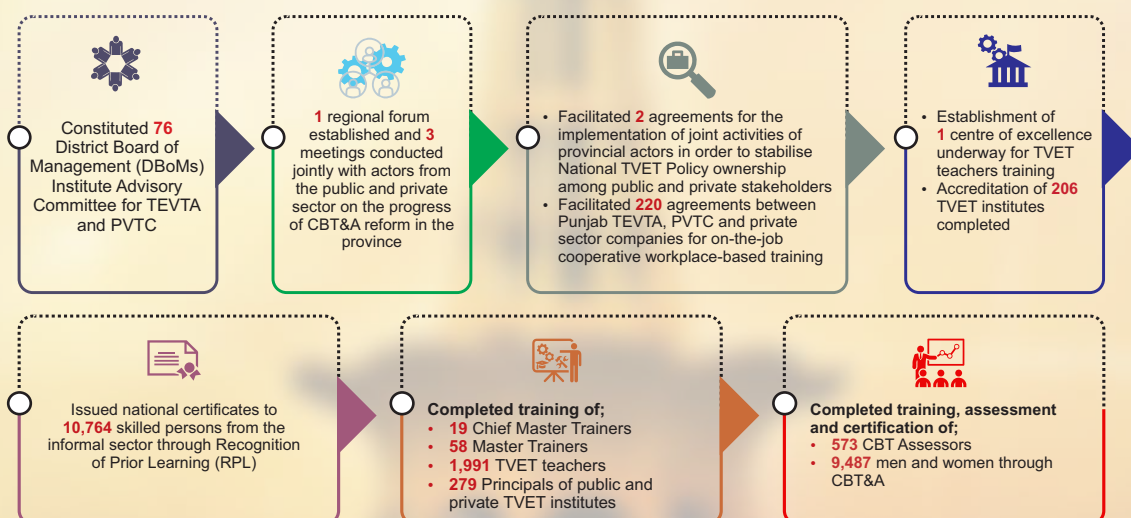 Constituted 76
District Board of
Management (DBoMs)
Institute Advisory
Committee for TEVTA
and PVTC
1 regional forum
established and 3
meetings conducted
jointly with actors from
the public and private
sector on the progress
of CBT&A reform in the
province
• Facilitated 2 agreements for the
implementation of joint activities of
provincial actors in order to stabilise
National TVET Policy ownership
among public and private stakeholders
• Facilitated 220 agreements between
Punjab TEVTA, PVTC and private
sector companies for on-the-job
cooperative workplace-based training
• Establishment of
1 centre of excellence
underway for TVET
teachers training
• Accreditation of 206
TVET institutes
completed
Issued national certificates to
10,764 skilled persons from the
informal sector through Recognition
of Prior Learning (RPL)
Completed training of;
• 19 Chief Master Trainers
• 58 Master Trainers
• 1,991 TVET teachers
• 279 Principals of public and
private TVET institutes
Completed training, assessment
and certification of;
• 573 CBT Assessors
• 9,487 men and women through
CBT&A